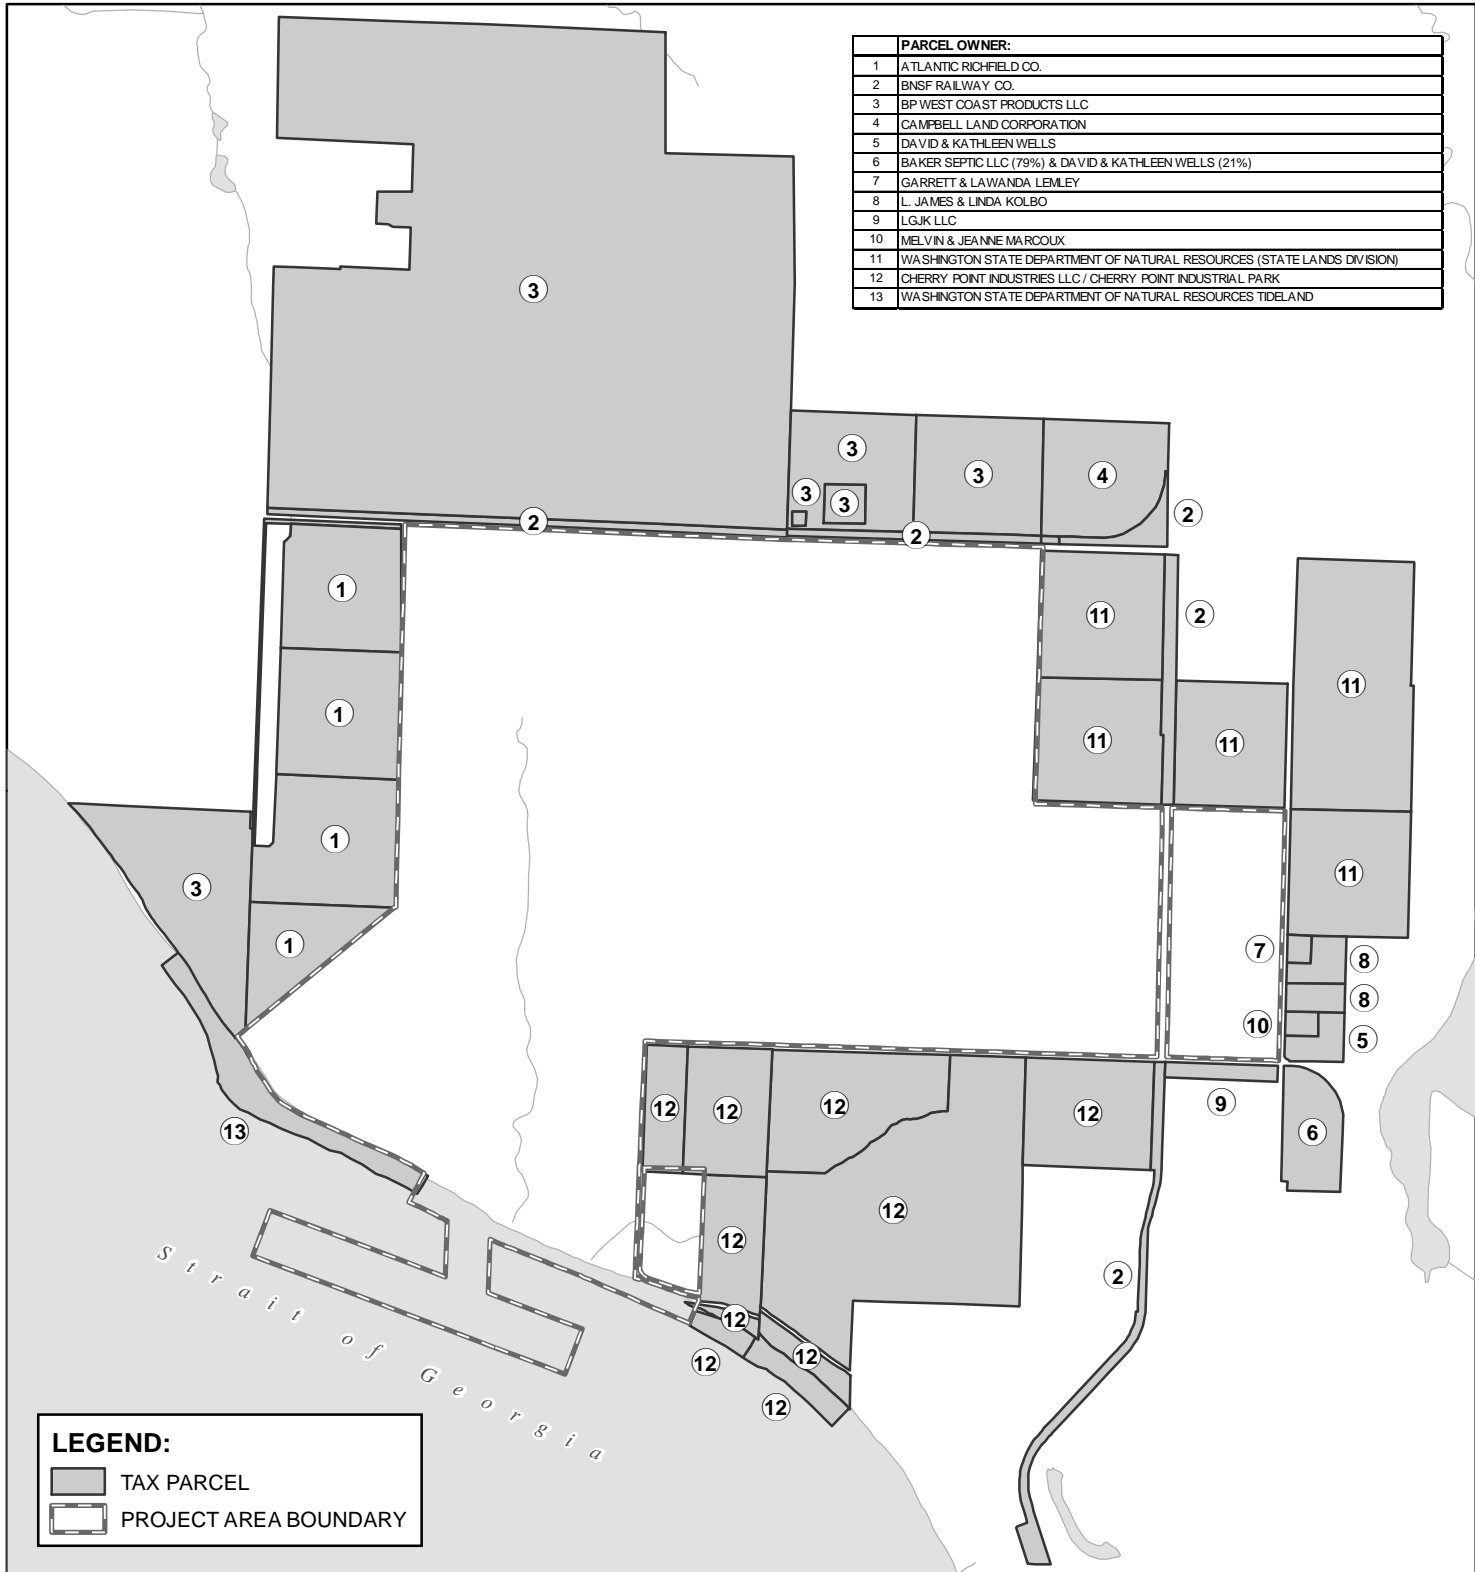 PARCEL OWNER:
1 ATLANTIC RICHFIELD CO.
2 BNSF RAILWAY CO.
3 BP WEST COAST PRODUCTS LLC
4 CAMPBELL LAND CORPORATION
5 DAVID & KATHLEEN WELLS
6 BAKER SEPTIC LLC (79%) & DAVID & KATHLEEN WELLS (21%)
7 GARRETT & LAWANDA LEMLEY
8 L. JAMES & LINDA KOLBO
9 LGJK LLC
10 MELVIN & JEANNE MARCOUX
11 WASHINGTON STATE DEPARTMENT OF NATURAL RESOURCES (STATE LANDS DIVISION)
12 CHERRY POINT INDUSTRIES LLC / CHERRY POINT INDUSTRIAL PARK
13 WASHINGTON STATE DEPARTMENT OF NATURAL RESOURCES TIDELAND
3
3
3
4
3
3
2
2
2
1
11
2
11
1
11
11
1
11
3
1
7
8
8
10
5
12
12
12
12
9
6
13
12
12
2
12
12
12
12
Strait of Georgia
LEGEND:
TAX PARCEL
PROJECT AREA BOUNDARY